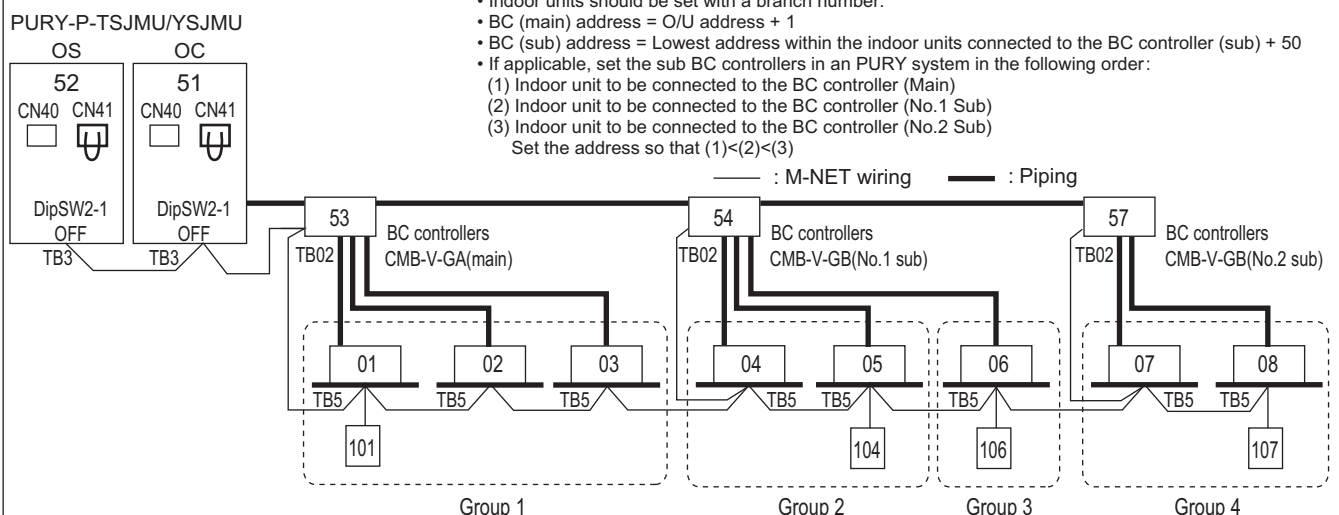 • Indoor units should be set with a branch number.
• BC (main) address = O/U address + 1
• BC (sub) address = Lowest address within the indoor units connected to the BC controller (sub) + 50
• If applicable, set the sub BC controllers in an PURY system in the following order:
(1) Indoor unit to be connected to the BC controller (Main)
(2) Indoor unit to be connected to the BC controller (No.1 Sub)
(3) Indoor unit to be connected to the BC controller (No.2 Sub)
Set the address so that (1)<(2)<(3)
PURY-P-TSJMU/YSJMU
OS OC
52 51
CN40 CN41 CN40 CN41
: M-NET wiring : Piping
DipSW2-1 DipSW2-1
OFF OFF
TB3 TB3
53 54 57
TB02 TB02 TB02
BC controllers
CMB-V-GA(main)
BC controllers
CMB-V-GB(No.1 sub)
BC controllers
CMB-V-GB(No.2 sub)
01 02 03 04 05 06 07 08
TB5 TB5 TB5 TB5 TB5 TB5 TB5 TB5
101 104 106 107
Group 1 Group 2 Group 3 Group 4